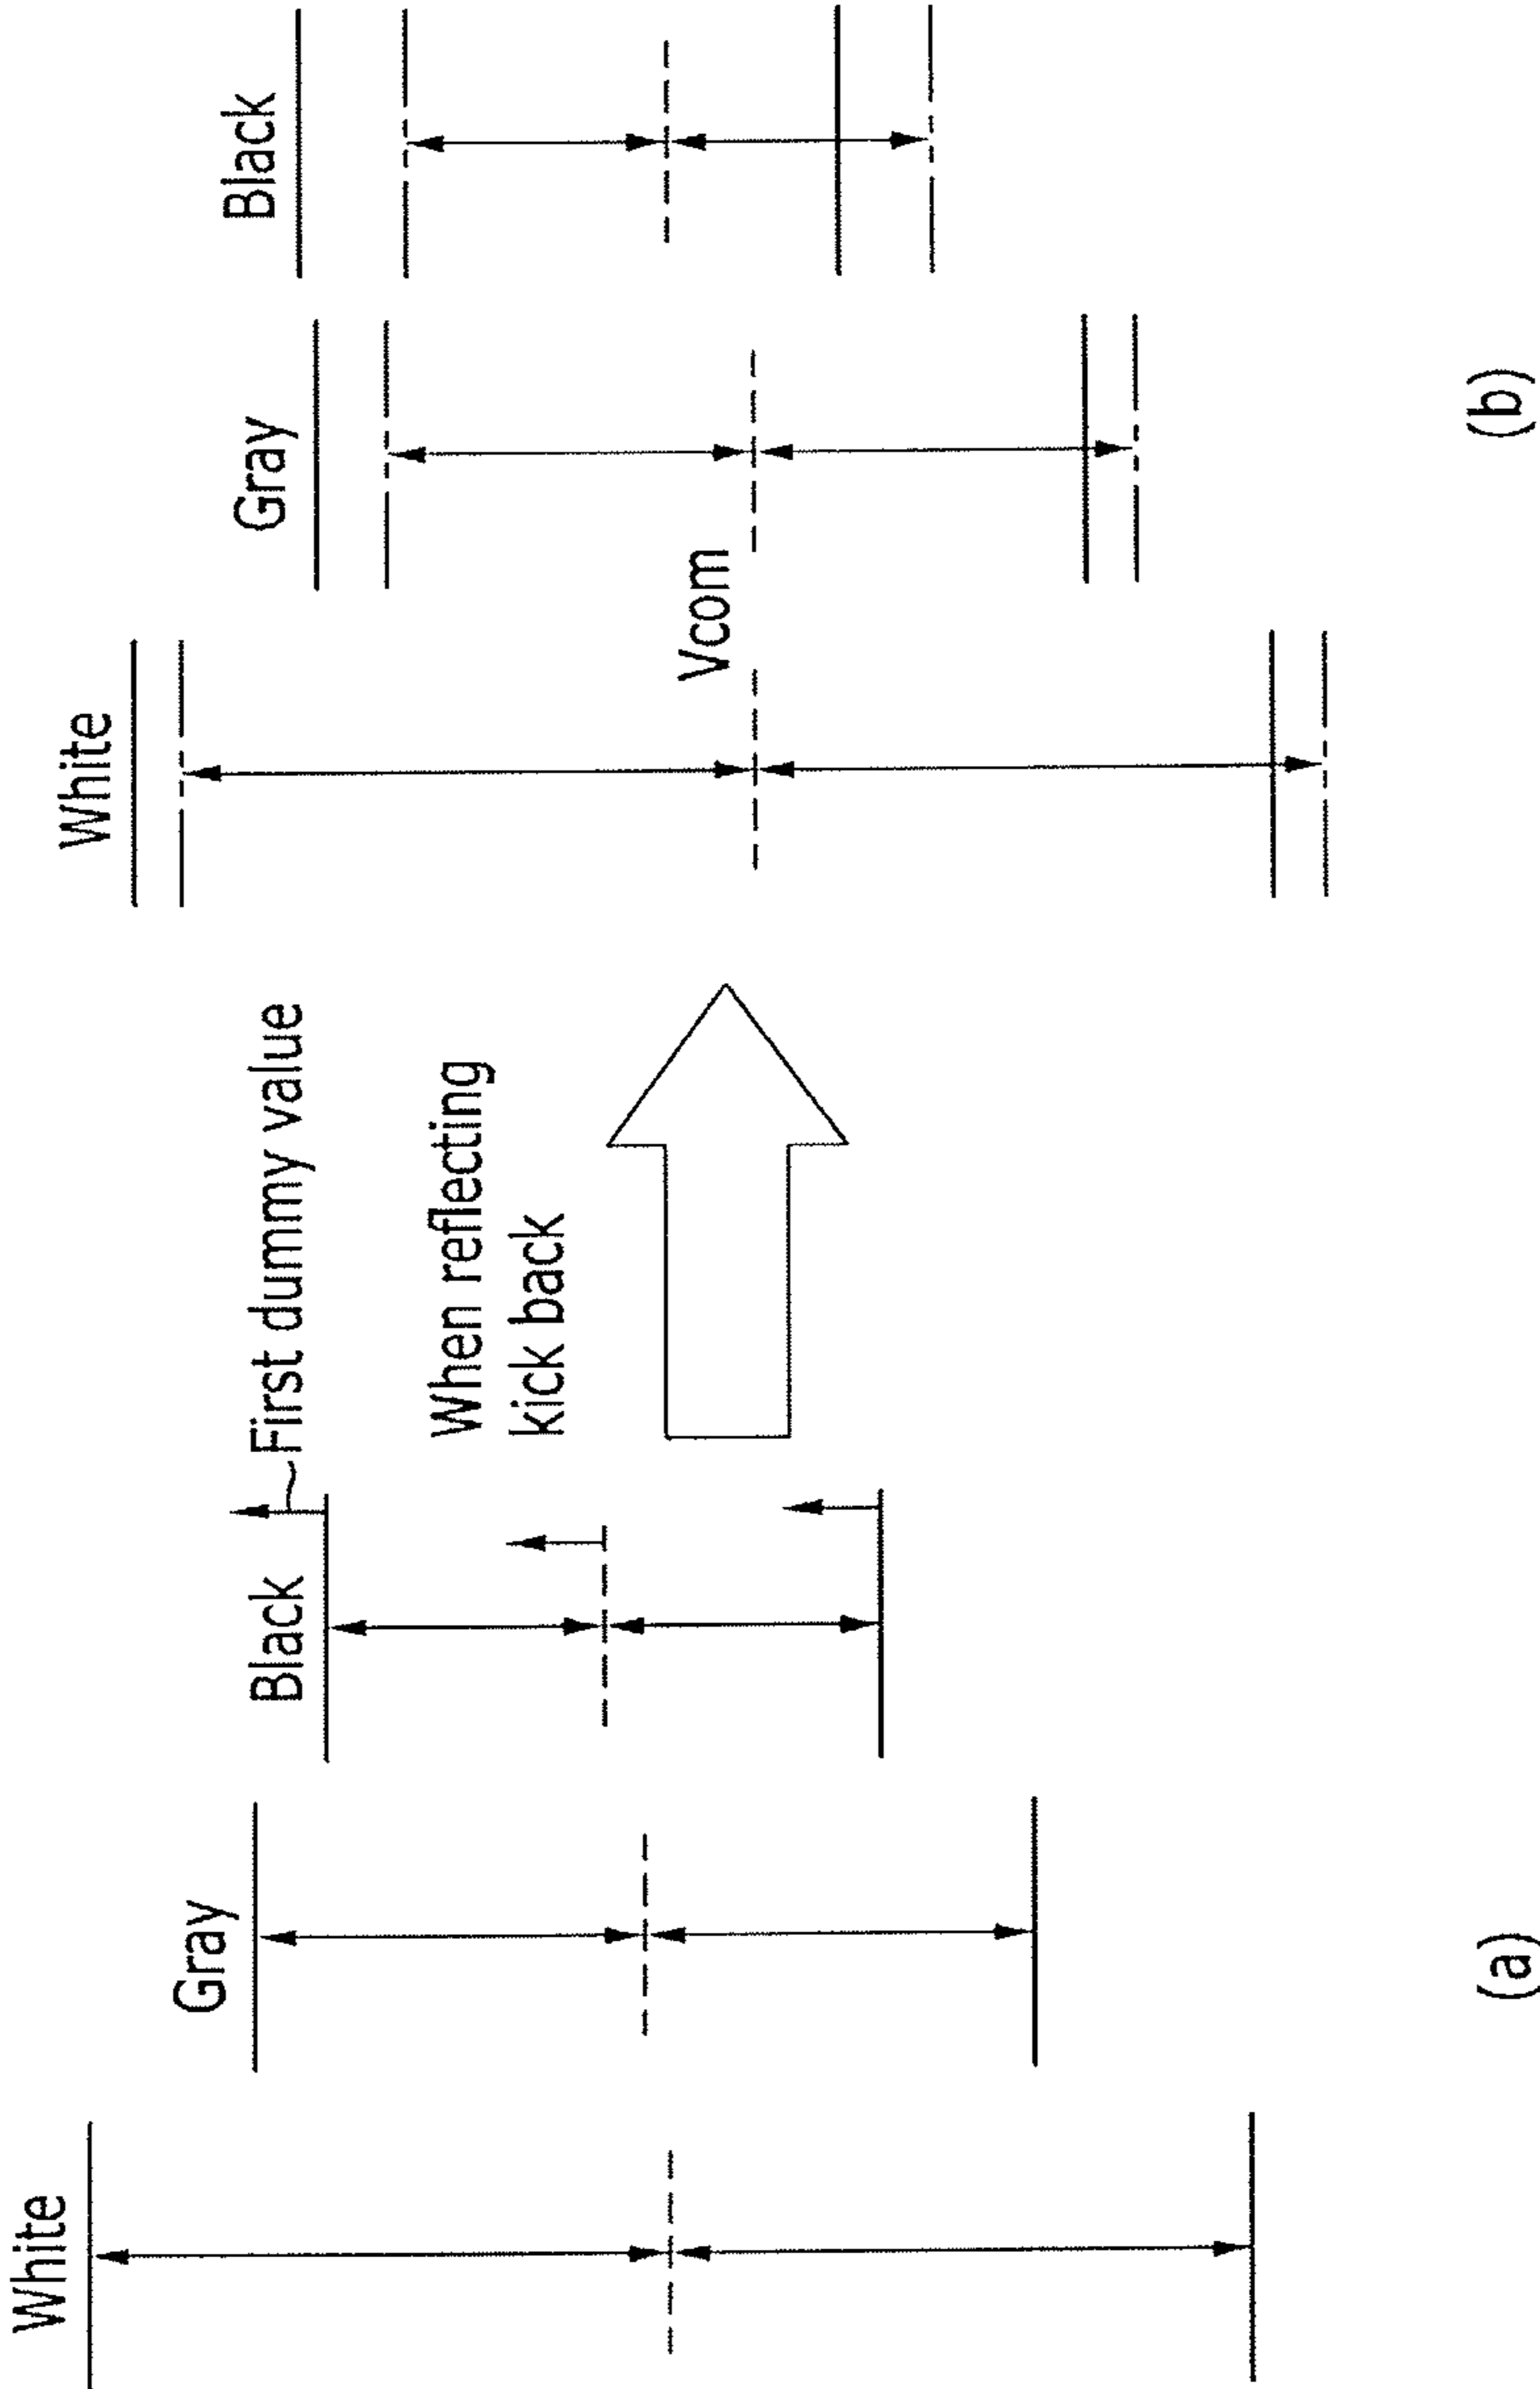 White
Gray
Black
First dummy value
When reflecting
kick back
White
Gray
Black
Vcom
(a)
(b)